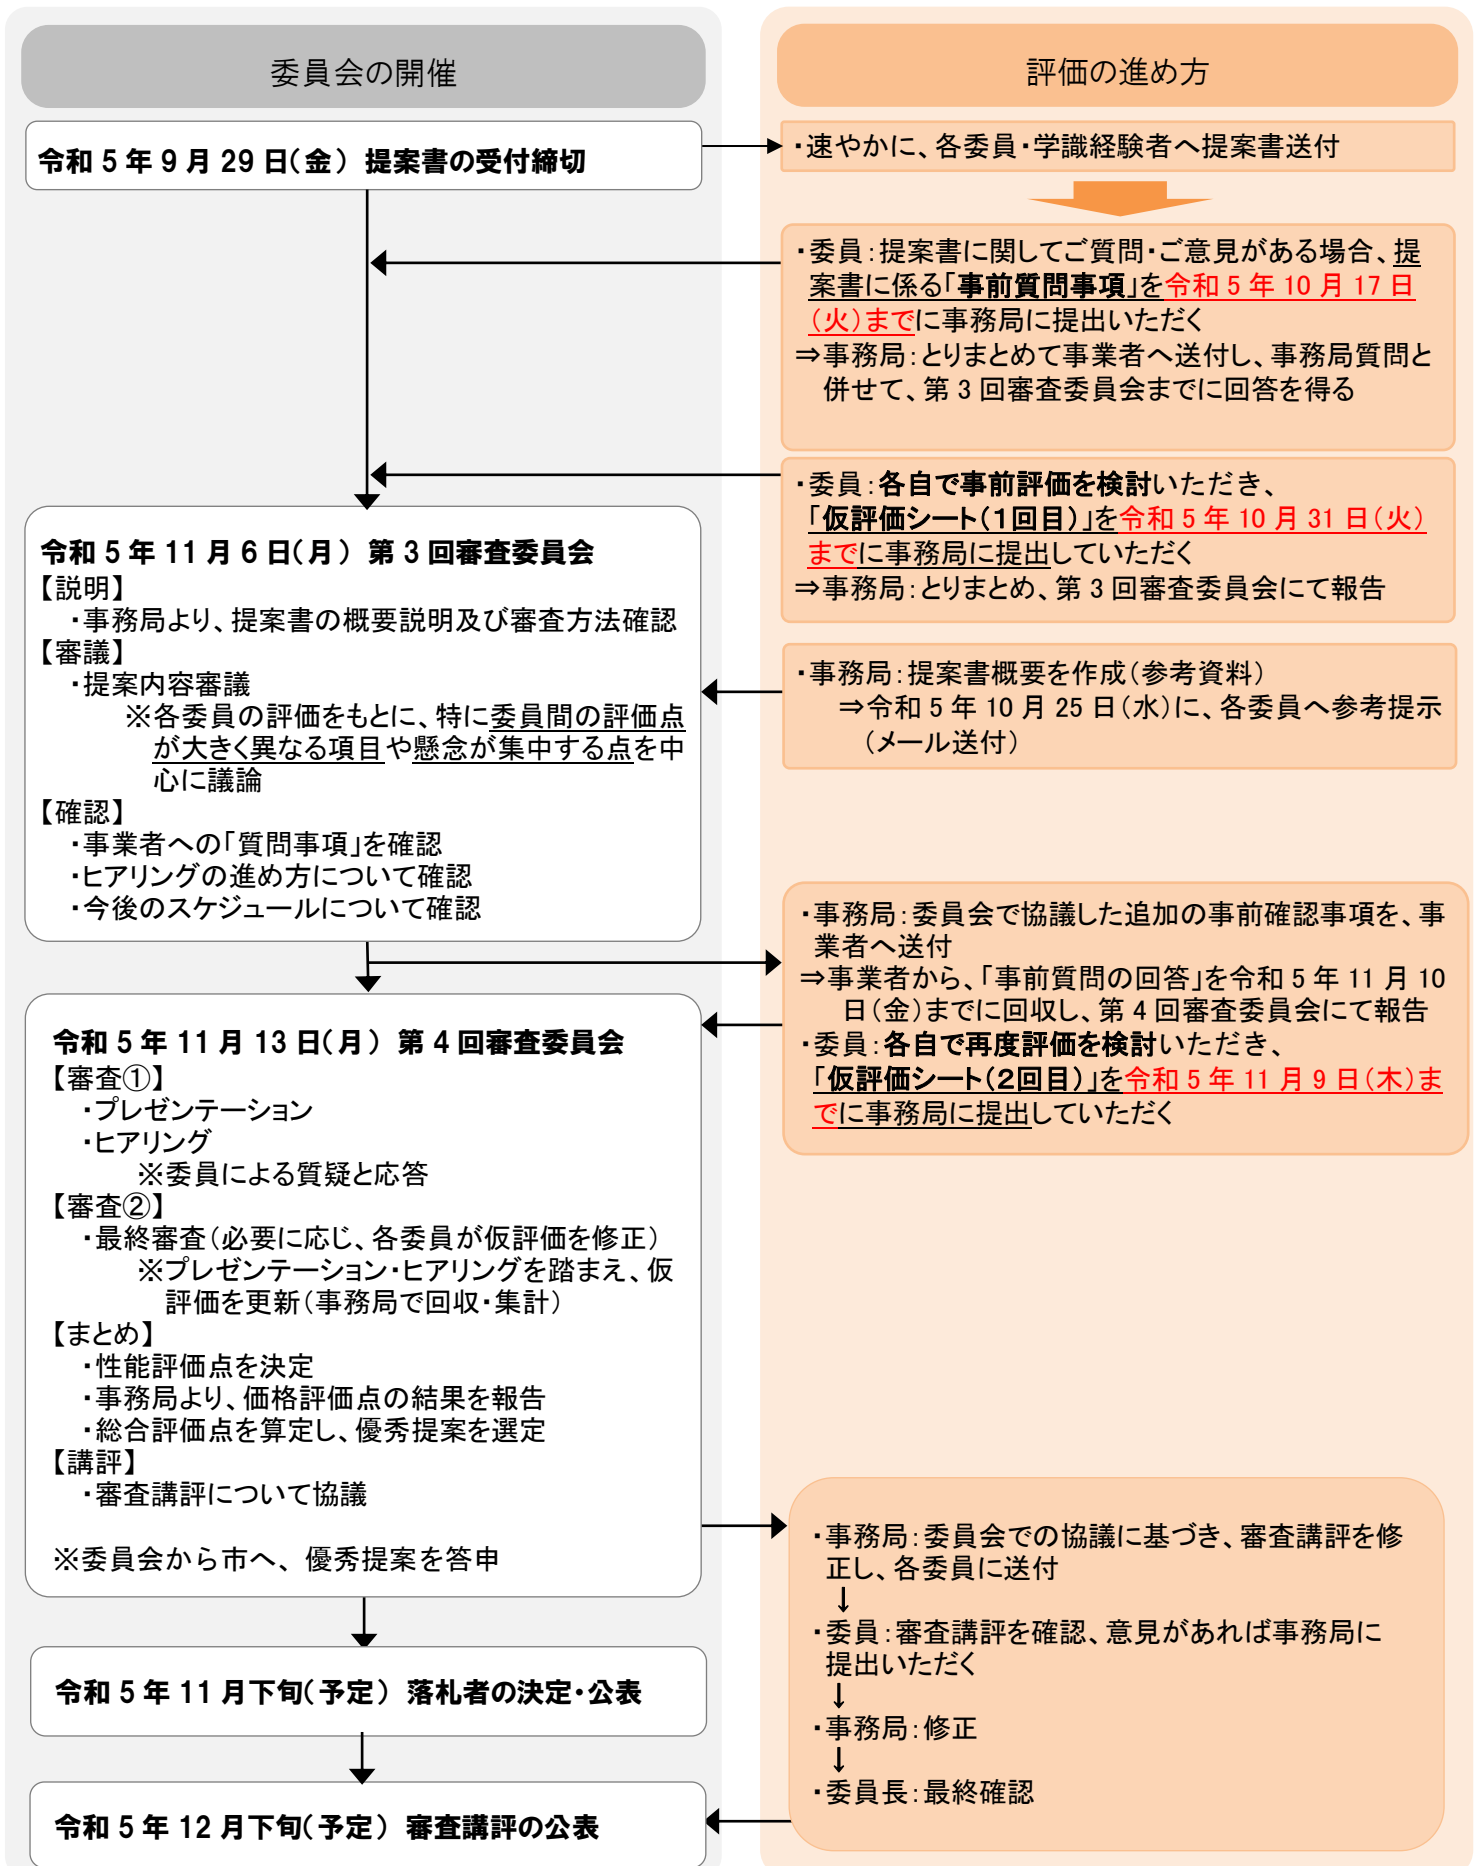 委員会の開催
令和5年9月29日(金) 提案書の受付締切
令和5年11月6日(月) 第3回審査委員会
【説明】
・事務局より、提案書の概要説明及び審査方法確認
【審議】
・提案内容審議
※各委員の評価をもとに、特に委員間の評価点
が大きく異なる項目や懸念が集中する点を中
心に議論
【確認】
・事業者への「質問事項」を確認
・ヒアリングの進め方について確認
・今後のスケジュールについて確認
令和5年11月13日(月) 第4回審査委員会
【審査①】
・プレゼンテーション
・ヒアリング
※委員による質疑と応答
【審査②】
・最終審査(必要に応じ、各委員が仮評価を修正)
※プレゼンテーション・ヒアリングを踏まえ、仮
評価を更新(事務局で回収・集計)
【まとめ】
・性能評価点を決定
・事務局より、価格評価点の結果を報告
・総合評価点を算定し、優秀提案を選定
【講評】
・審査講評について協議
※委員会から市へ、優秀提案を答申
令和5年11月下旬(予定) 落札者の決定・公表
令和5年12月下旬(予定) 審査講評の公表
評価の進め方
・速やかに、各委員・学識経験者へ提案書送付
・委員:提案書に関してご質問・ご意見がある場合、提
案書に係る「事前質問事項」を令和5年10月17日
(火)までに事務局に提出いただく
⇒事務局:とりまとめて事業者へ送付し、事務局質問と
併せて、第3回審査委員会までに回答を得る
・委員:各自で事前評価を検討いただき、
「仮評価シート(1回目)」を令和5年10月31日(火)
までに事務局に提出していただく
⇒事務局:とりまとめ、第3回審査委員会にて報告
・事務局:提案書概要を作成(参考資料)
⇒令和5年10月25日(水)に、各委員へ参考提示
(メール送付)
・事務局:委員会で協議した追加の事前確認事項を、事
業者へ送付
⇒事業者から、「事前質問の回答」を令和5年11月10
日(金)までに回収し、第4回審査委員会にて報告
・委員:各自で再度評価を検討いただき、
「仮評価シート(2回目)」を令和5年11月9日(木)ま
でに事務局に提出していただく
・事務局:委員会での協議に基づき、審査講評を修
正し、各委員に送付
↓
・委員:審査講評を確認、意見があれば事務局に
提出いただく
↓
・事務局:修正
↓
・委員長:最終確認